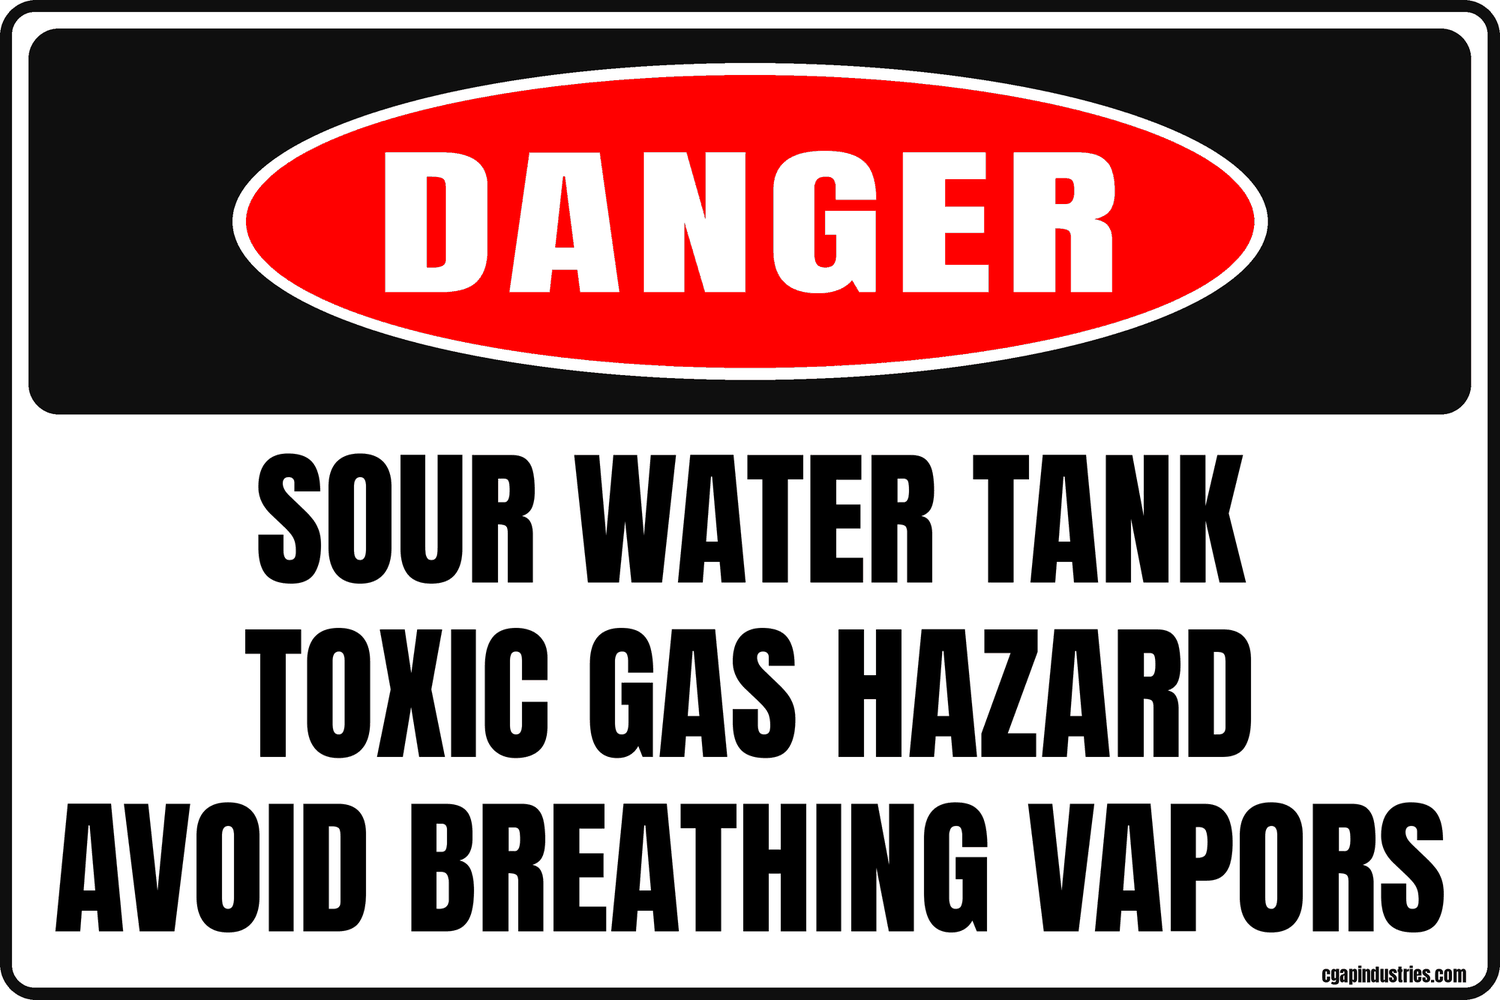 DANGER
SOUR WATER TANK
TOXIC GAS HAZARD
AVOID BREATHING VAPORS
cgapindustries.com